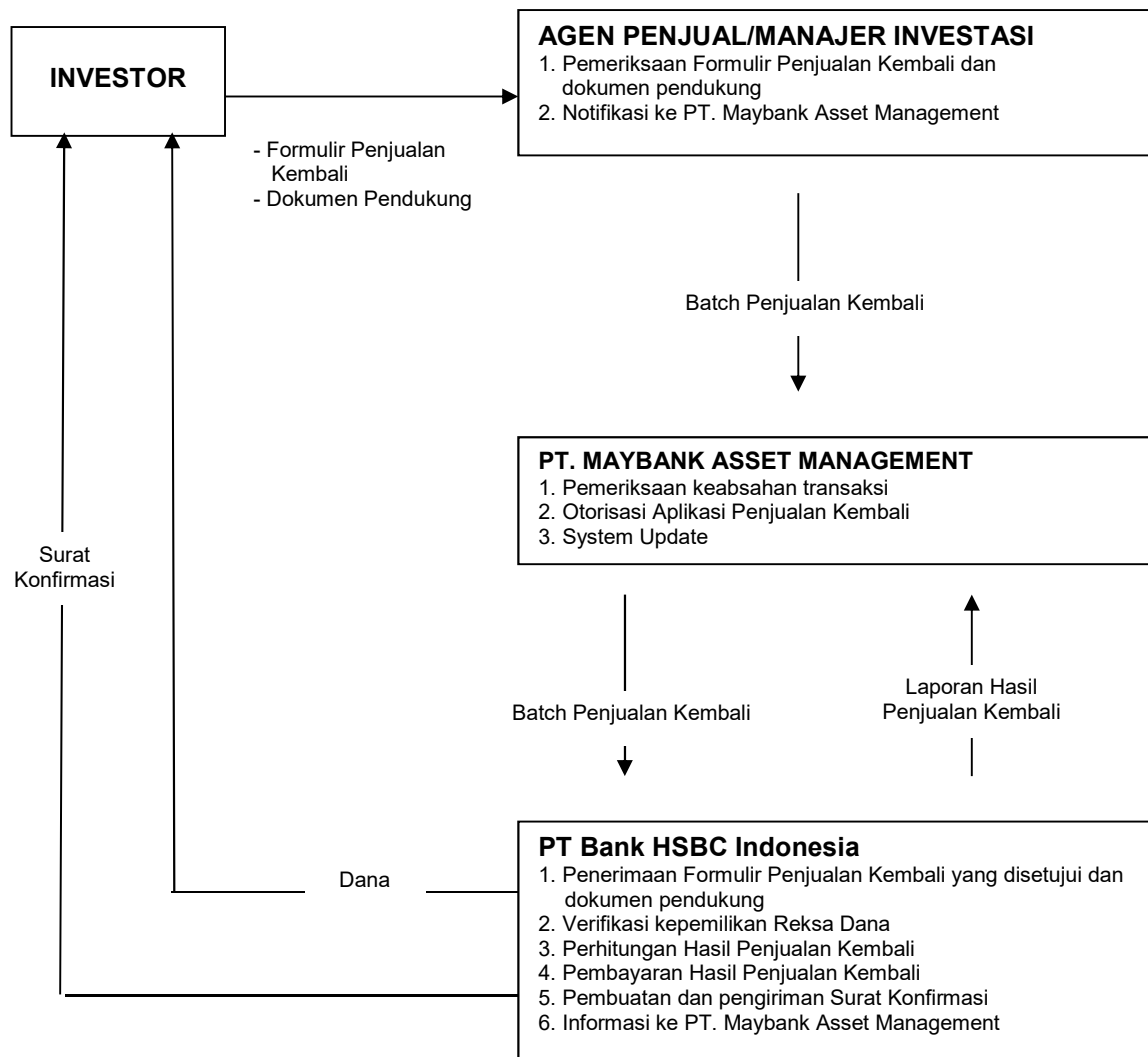 INVESTOR
AGEN PENJUAL/MANAJER INVESTASI
1. Pemeriksaan Formulir Penjualan Kembali dan
dokumen pendukung
2. Notifikasi ke PT. Maybank Asset Management
- Formulir Penjualan
Kembali
- Dokumen Pendukung
Batch Penjualan Kembali
PT. MAYBANK ASSET MANAGEMENT
1. Pemeriksaan keabsahan transaksi
2. Otorisasi Aplikasi Penjualan Kembali
3. System Update
Surat
Konfirmasi
Batch Penjualan Kembali
Laporan Hasil
Penjualan Kembali
Dana
PT Bank HSBC Indonesia
1. Penerimaan Formulir Penjualan Kembali yang disetujui dan
dokumen pendukung
2. Verifikasi kepemilikan Reksa Dana
3. Perhitungan Hasil Penjualan Kembali
4. Pembayaran Hasil Penjualan Kembali
5. Pembuatan dan pengiriman Surat Konfirmasi
6. Informasi ke PT. Maybank Asset Management